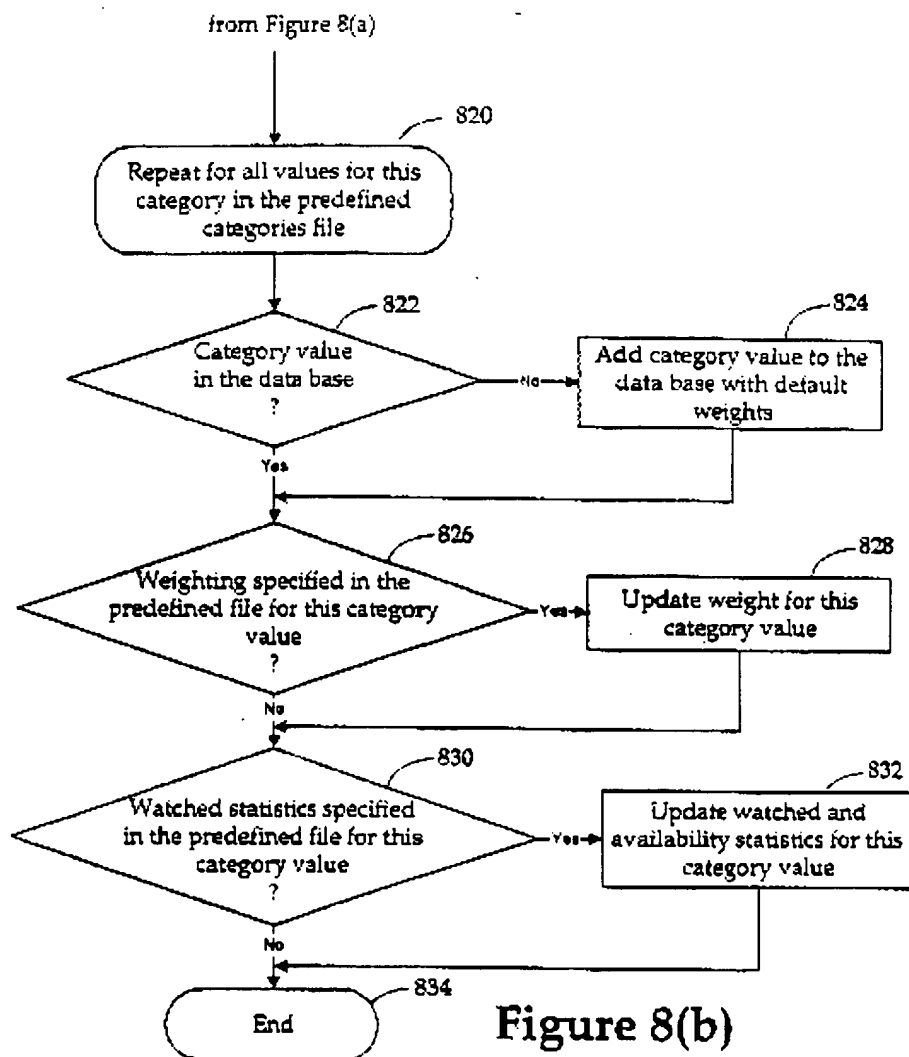 from Figure 8(a)
820
Repeat for all values for this
category in the predefined
categories file
822
Category value
in the data base
?
No
824
Add category value to the
data base with default
weights
Yes
826
Weighting specified in the
predefined file for this category
value
?
Yes
828
Update weight for this
category value
No
830
Watched statistics specified
in the predefined file for this
category value
?
Yes
832
Update watched and
availability statistics for this
category value
No
834
End
Figure 8(b)